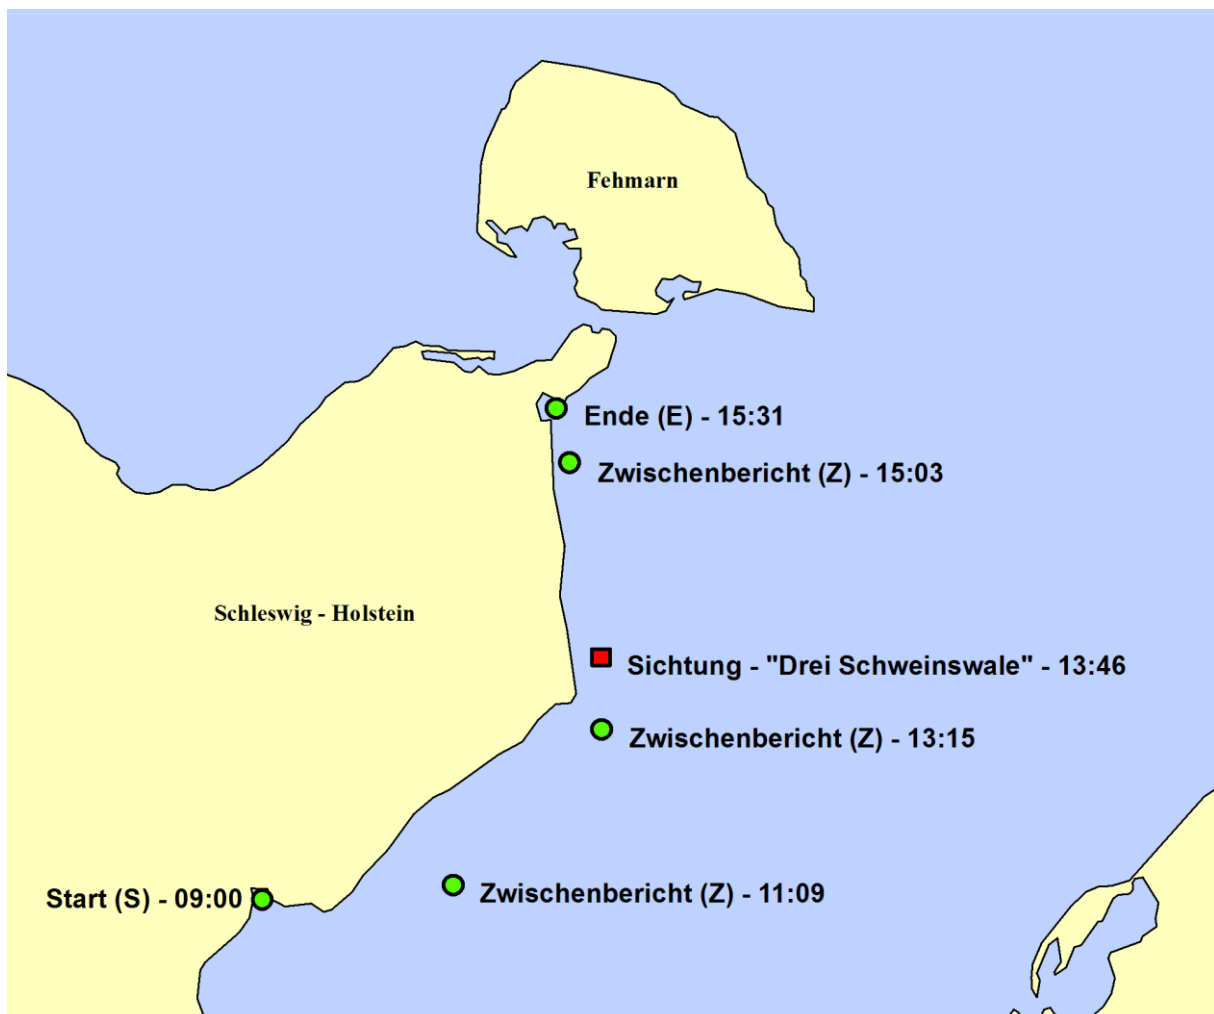 Fehmarn
Ende (E) - 15:31
Zwischenbericht (Z) - 15:03
Schleswig - Holstein
Sichtung - "Drei Schweinswale" - 13:46
Zwischenbericht (Z) - 13:15
Start (S) - 09:00
Zwischenbericht (Z) - 11:09